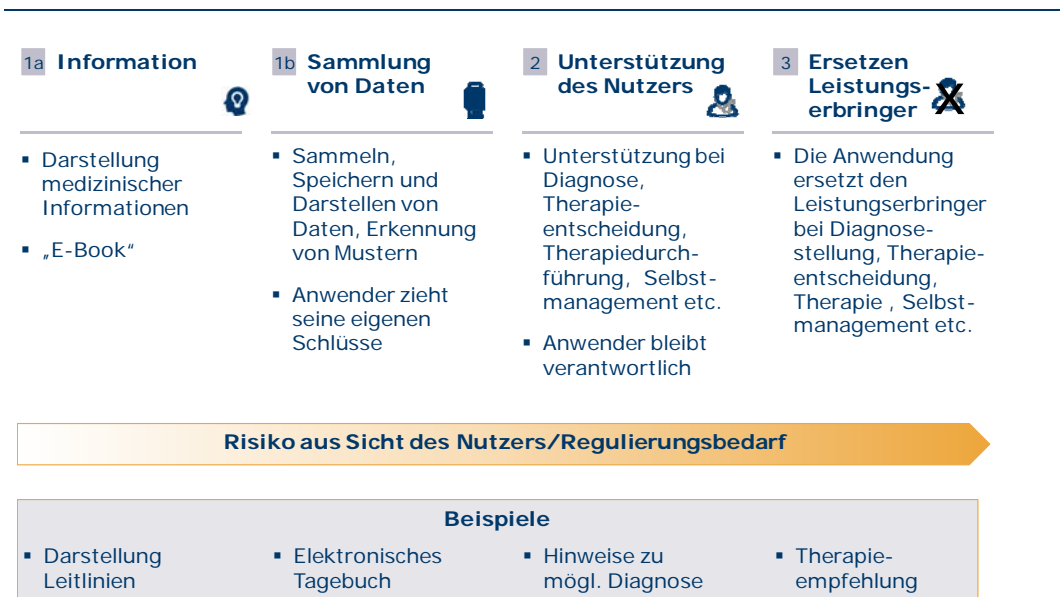 1a Information
1b Sammlung
von Daten
2 Unterstützung
des Nutzers
3 Ersetzen
Leistungs-
erbringer X
▪ Darstellung
medizinischer
Informationen
▪ „E-Book“
▪ Sammeln,
Speichern und
Darstellen von
Daten, Erkennung
von Mustern
▪ Anwender zieht
seine eigenen
Schlüsse
▪ Unterstützung bei
Diagnose,
Therapie-
entscheidung,
Therapiedurch-
führung, Selbst-
management etc.
▪ Anwender bleibt
verantwortlich
▪ Die Anwendung
ersetzt den
Leistungserbringer
bei Diagnose-
stellung, Therapie-
entscheidung,
Therapie , Selbst-
management etc.
Risiko aus Sicht des Nutzers/Regulierungsbedarf
Beispiele
▪ Darstellung
Leitlinien
▪ Elektronisches
Tagebuch
▪ Hinweise zu
mögl. Diagnose
▪ Therapie-
empfehlung